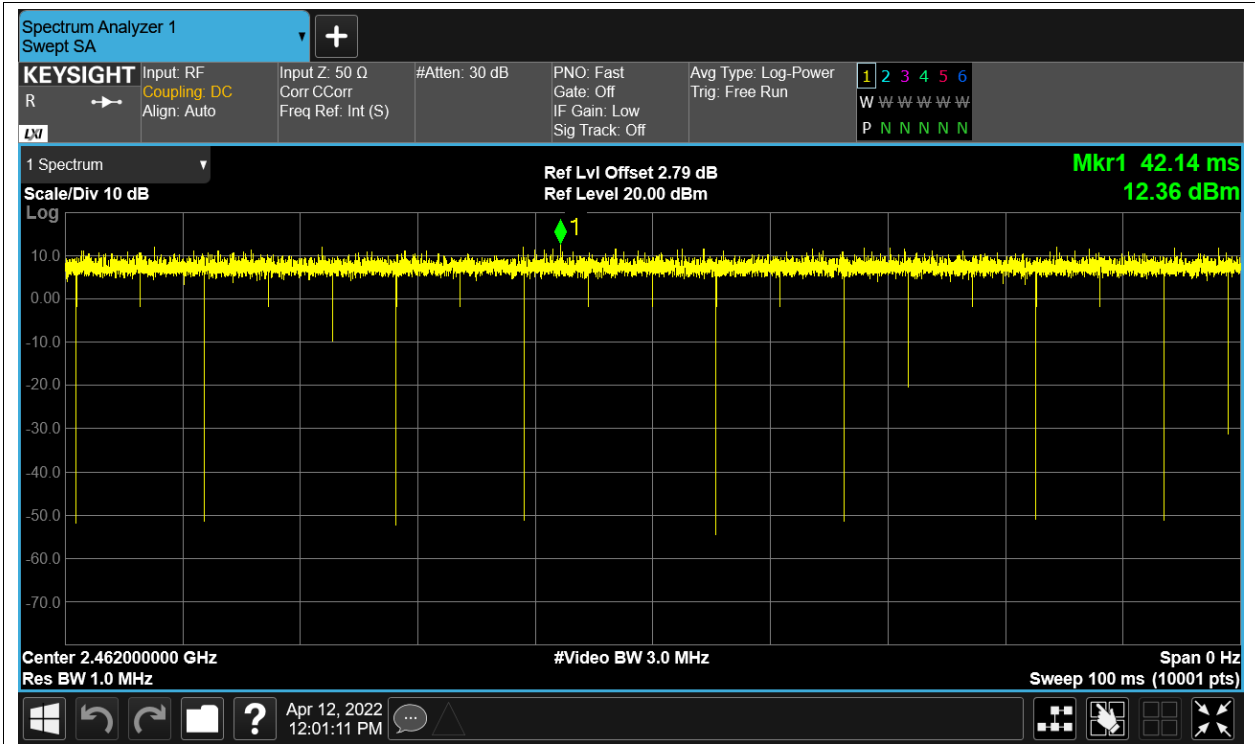 Spectrum Analyzer 1
Swept SA
KEYSIGHT
R
LXI
Input: RF
Coupling: DC
Align: Auto
Input Z: 50 Ω
Corr CCorr
Freq Ref: Int (S)
#Atten: 30 dB
PNO: Fast
Gate: Off
IF Gain: Low
Sig Track: Off
Avg Type: Log-Power
Trig: Free Run
1 2 3 4 5 6
W W W W W W
P N N N N N
1 Spectrum
Scale/Div 10 dB
Log
Ref Lvl Offset 2.79 dB
Ref Level 20.00 dBm
Mkr1 42.14 ms
12.36 dBm
1
10.0
0.00
-10.0
-20.0
-30.0
-40.0
-50.0
-60.0
-70.0
Center 2.462000000 GHz
Res BW 1.0 MHz
#Video BW 3.0 MHz
Span 0 Hz
Sweep 100 ms (10001 pts)
?
Apr 12, 2022
12:01:11 PM